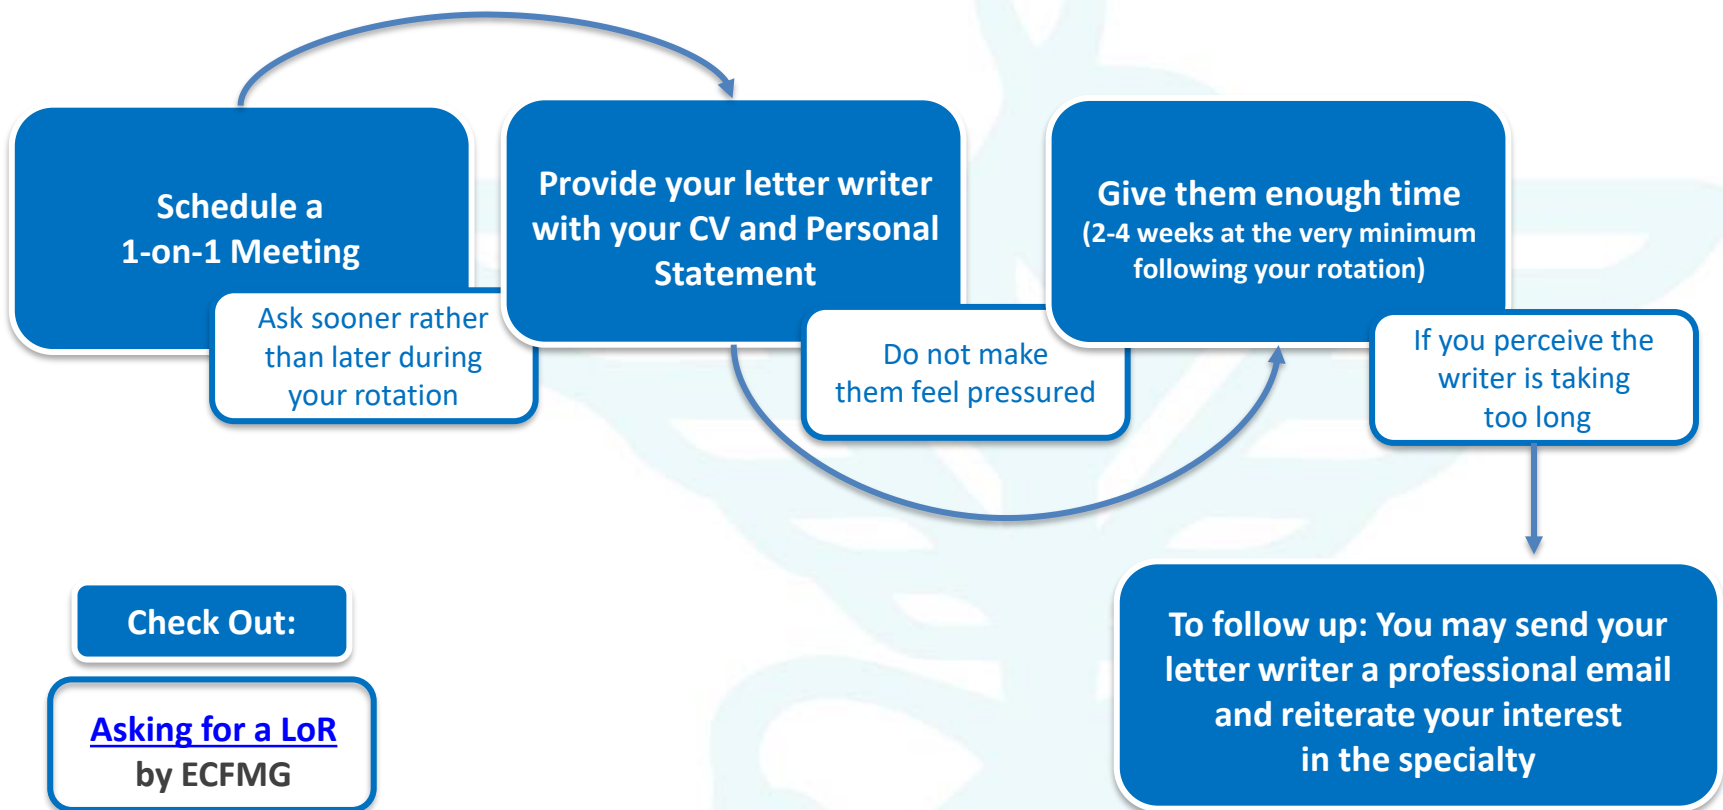 Schedule a
1-on-1 Meeting
Ask sooner rather
than later during
your rotation
Provide your letter writer
with your CV and Personal
Statement
Do not make
them feel pressured
Give them enough time
(2-4 weeks at the very minimum
following your rotation)
If you perceive the
writer is taking
too long
To follow up: You may send your
letter writer a professional email
and reiterate your interest
in the specialty
Check Out:
Asking for a LoR
by ECFMG